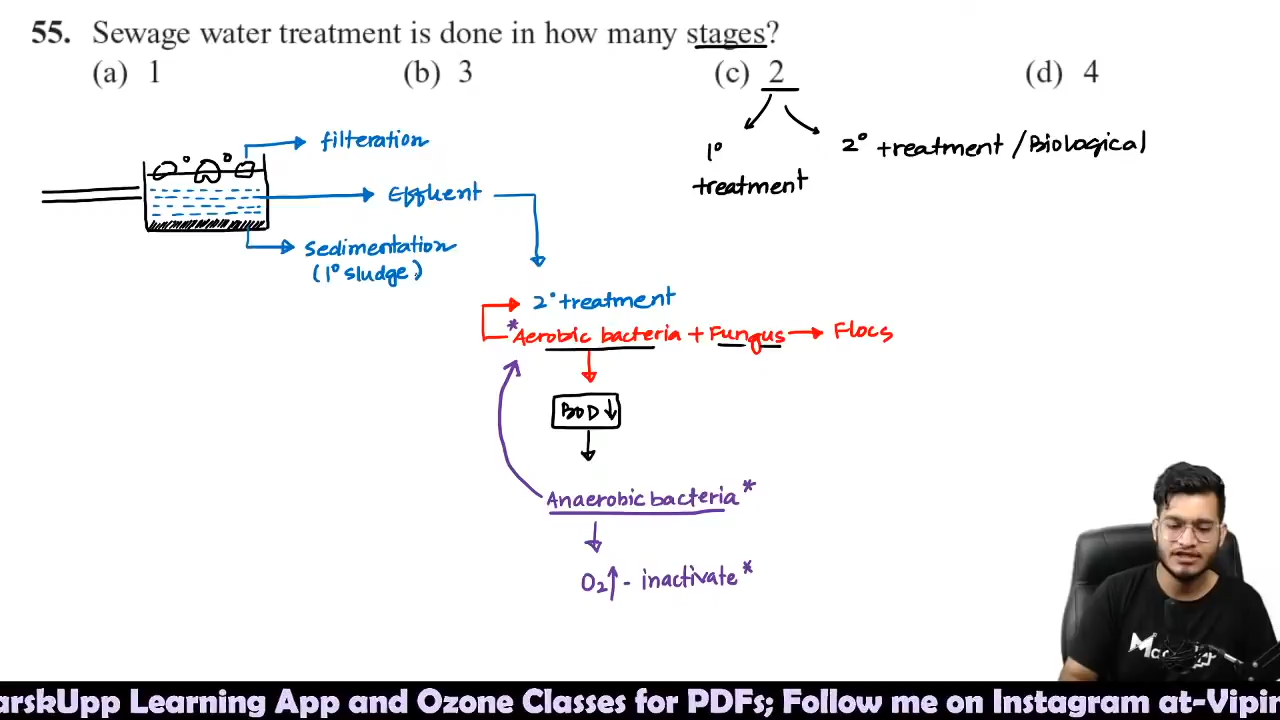 55. Sewage water treatment is done in how many stages?
(a) 1 (b) 3 (c) 2 (d) 4
filteration
1° treatment
2° treatment / Biological
Effluent
Sedimentation
(1° sludge)
2° treatment
*Aerobic bacteria + Fungus → Flocs
BOD↓
Anaerobic bacteria*
O2↑ - inactivate*
arskUpp Learning App and Ozone Classes for PDFs; Follow me on Instagram at-Vipin